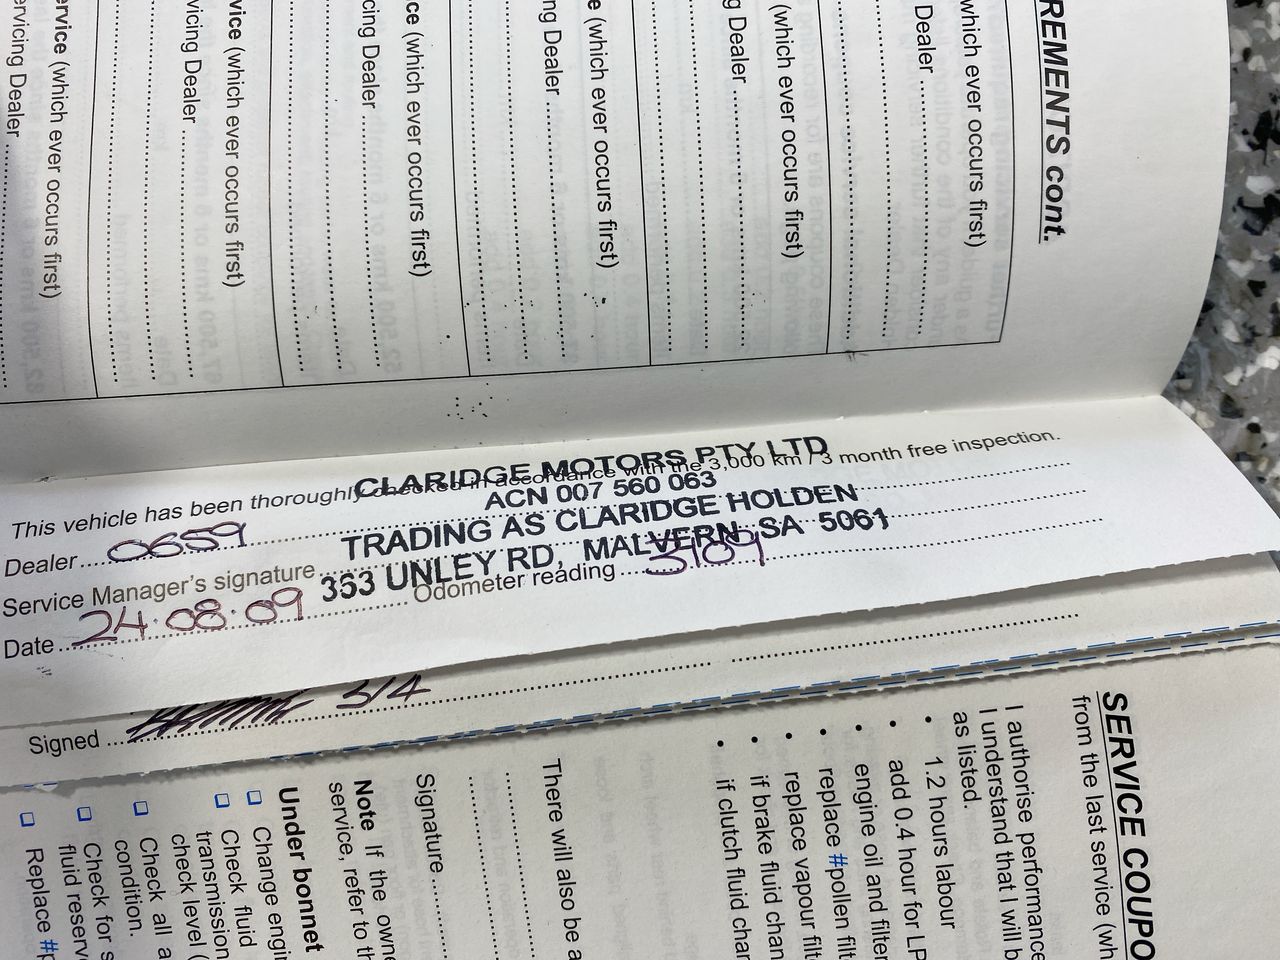 REMENTS cont.
which ever occurs first)
Dealer
(which ever occurs first)
g Dealer
e (which ever occurs first)
ng Dealer
ce (which ever occurs first)
cing Dealer
vice (which ever occurs first)
vicing Dealer
ervice (which ever occurs first)
ervicing Dealer
This vehicle has been thoroughly checked in accordance with the 3,000 km / 3 month free inspection.
CLARIDGE MOTORS PTY LTD
ACN 007 560 063
TRADING AS CLARIDGE HOLDEN
353 UNLEY RD, MALVERN, SA 5061
Dealer 0659
Service Manager's signature
Date 24.08.09 Odometer reading 3109
3/4
Signed
SERVICE COUPO
from the last service (wh
I authorise performance
I understand that I will b
as listed.
• 1.2 hours labour
• add 0.4 hour for LP
• engine oil and filter
• replace #pollen filt
• replace vapour filt
• if brake fluid chan
• if clutch fluid char
There will also be a
Signature
Note If the owne
service, refer to th
Under bonnet
Change engi
Check fluid
transmission
check level (
Check all a
condition.
Check for s
fluid reserv
Replace #p